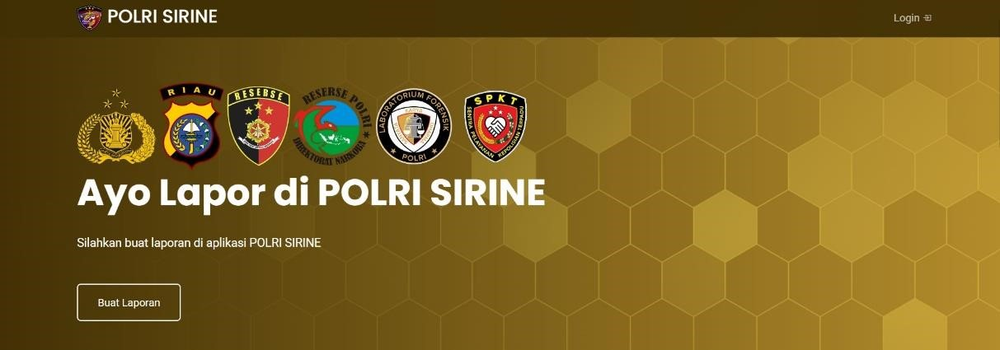 POLRI SIRINE
Login
RIAU
RESERSE
RESERSE POLRI
DIREKTORAT NARKOBA
LABORATORIUM FORENSIK
POLRI
SPKT
SENTRA PELAYANAN KEPOLISIAN TERPADU
Ayo Lapor di POLRI SIRINE
Silahkan buat laporan di aplikasi POLRI SIRINE
Buat Laporan